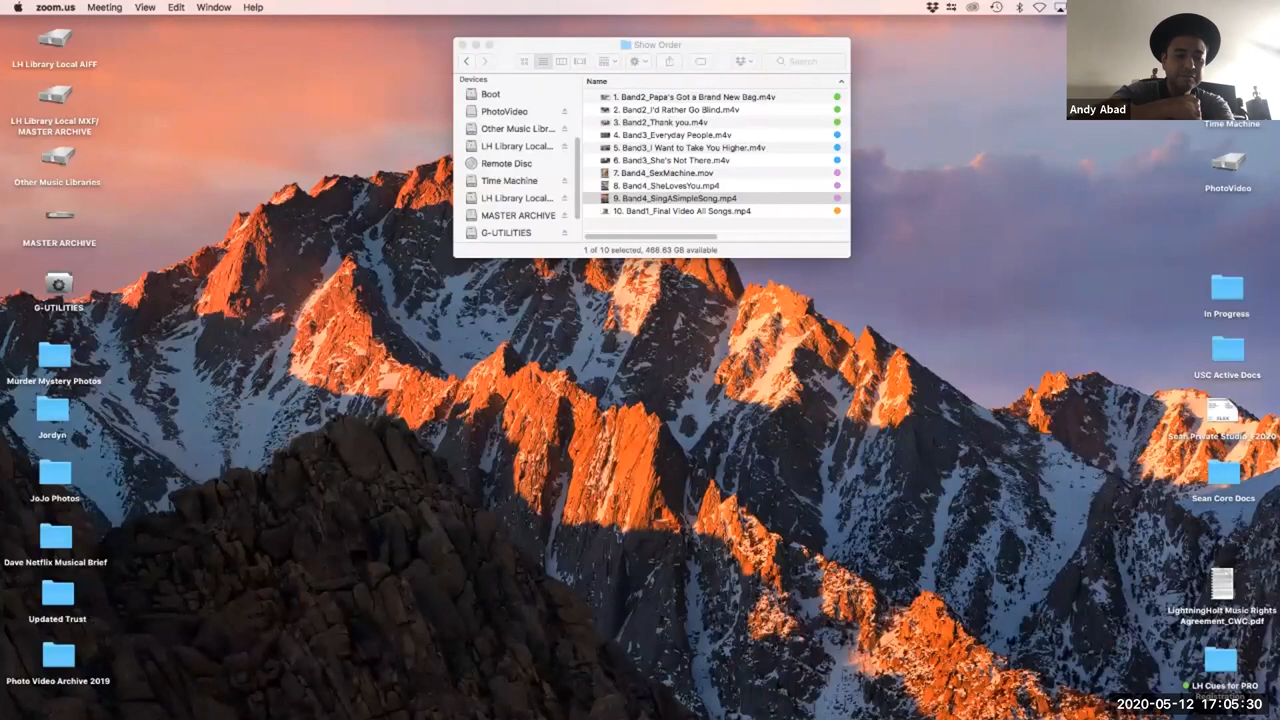 zoom.us Meeting View Edit Window Help
LH Library Local AIFF
LH Library Local MXF/
MASTER ARCHIVE
Other Music Libraries
MASTER ARCHIVE
G-UTILITIES
Murder Mystery Photos
Jordyn
JoJo Photos
Dave Netflix Musical Brief
Updated Trust
Photo Video Archive 2019
Show Order
Search
Devices
Boot
PhotoVideo
Other Music Libr...
LH Library Local...
Remote Disc
Time Machine
LH Library Local...
MASTER ARCHIVE
G-UTILITIES
Name
1. Band2_Papa's Got a Brand New Bag.m4v
2. Band2_I'd Rather Go Blind.m4v
3. Band2_Thank you.m4v
4. Band3_Everyday People.m4v
5. Band3_I Want to Take You Higher.m4v
6. Band3_She's Not There.m4v
7. Band4_SexMachine.mov
8. Band4_SheLovesYou.mp4
9. Band4_SingASimpleSong.mp4
10. Band1_Final Video All Songs.mp4
1 of 10 selected, 468.63 GB available
Andy Abad
Time Machine
PhotoVideo
In Progress
USC Active Docs
Sean Private Studio_-2020
Sean Core Docs
LightningHolt Music Rights
Agreement_CWC.pdf
LH Cues for PRO
Registration
2020-05-12 17:05:30